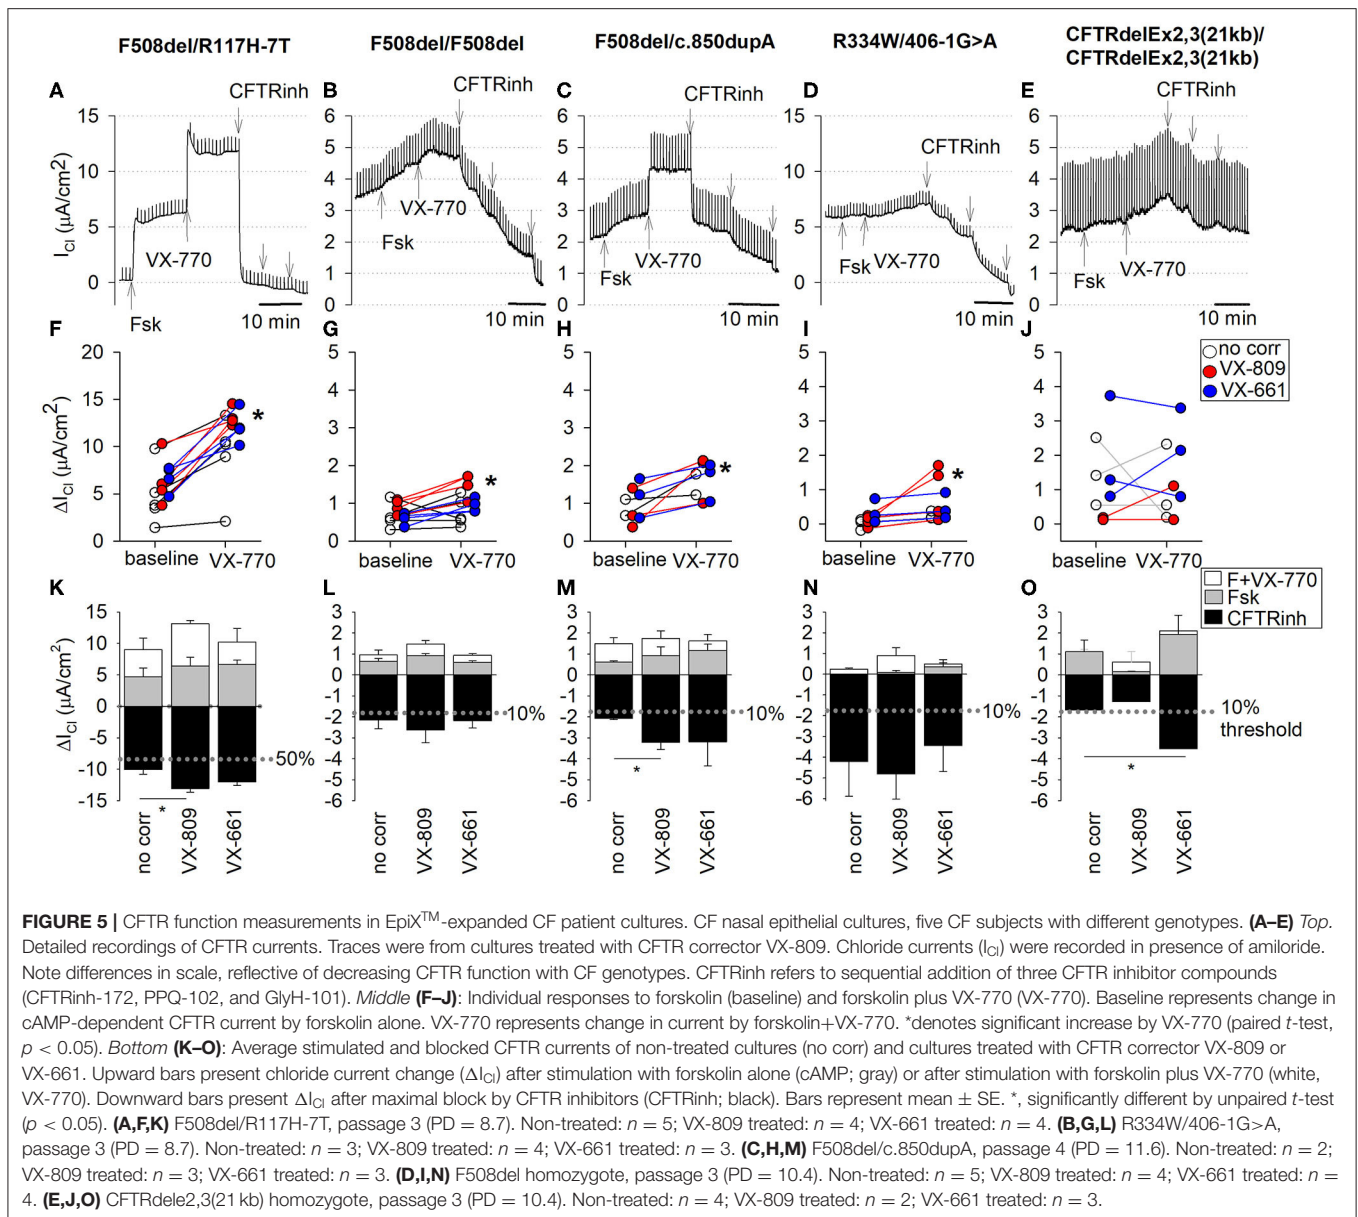 F508del/R117H-7T
F508del/F508del
F508del/c.850dupA
R334W/406-1G>A
CFTRdelEx2,3(21kb)/
CFTRdelEx2,3(21kb)
A
CFTRinh
15
10
5
0
I_Cl (µA/cm2)
VX-770
Fsk
10 min
B
CFTRinh
6
5
4
3
2
1
0
VX-770
Fsk
10 min
C
CFTRinh
6
5
4
3
2
1
0
VX-770
Fsk
10 min
D
CFTRinh
15
10
5
0
Fsk
VX-770
10 min
E
CFTRinh
6
5
4
3
2
1
0
Fsk
VX-770
10 min
F
20
15
10
5
0
ΔI_Cl (µA/cm²)
*
baseline
VX-770
G
5
4
3
2
1
0
*
baseline
VX-770
H
5
4
3
2
1
0
*
baseline
VX-770
I
5
4
3
2
1
0
*
baseline
VX-770
J
5
4
3
2
1
0
baseline
VX-770
no corr
VX-809
VX-661
K
15
10
5
0
-5
-10
-15
ΔI_Cl (µA/cm²)
50%
*
no corr
VX-809
VX-661
L
3
2
1
0
-1
-2
-3
-4
-5
-6
10%
no corr
VX-809
VX-661
M
3
2
1
0
-1
-2
-3
-4
-5
-6
10%
*
no corr
VX-809
VX-661
N
3
2
1
0
-1
-2
-3
-4
-5
-6
10%
no corr
VX-809
VX-661
O
3
2
1
0
-1
-2
-3
-4
-5
-6
F+VX-770
Fsk
CFTRinh
10%
threshold
*
no corr
VX-809
VX-661
FIGURE 5 | CFTR function measurements in EpiX™-expanded CF patient cultures. CF nasal epithelial cultures, five CF subjects with different genotypes. (A–E) Top.
Detailed recordings of CFTR currents. Traces were from cultures treated with CFTR corrector VX-809. Chloride currents (I_Cl) were recorded in presence of amiloride.
Note differences in scale, reflective of decreasing CFTR function with CF genotypes. CFTRinh refers to sequential addition of three CFTR inhibitor compounds
(CFTRinh-172, PPQ-102, and GlyH-101). Middle (F–J): Individual responses to forskolin (baseline) and forskolin plus VX-770 (VX-770). Baseline represents change in
cAMP-dependent CFTR current by forskolin alone. VX-770 represents change in current by forskolin+VX-770. *denotes significant increase by VX-770 (paired t-test,
p < 0.05). Bottom (K–O): Average stimulated and blocked CFTR currents of non-treated cultures (no corr) and cultures treated with CFTR corrector VX-809 or
VX-661. Upward bars present chloride current change (ΔI_Cl) after stimulation with forskolin alone (cAMP; gray) or after stimulation with forskolin plus VX-770 (white,
VX-770). Downward bars present ΔI_Cl after maximal block by CFTR inhibitors (CFTRinh; black). Bars represent mean ± SE. *, significantly different by unpaired t-test
(p < 0.05). (A,F,K) F508del/R117H-7T, passage 3 (PD = 8.7). Non-treated: n = 5; VX-809 treated: n = 4; VX-661 treated: n = 4. (B,G,L) R334W/406-1G>A,
passage 3 (PD = 8.7). Non-treated: n = 3; VX-809 treated: n = 4; VX-661 treated: n = 3. (C,H,M) F508del/c.850dupA, passage 4 (PD = 11.6). Non-treated: n = 2;
VX-809 treated: n = 3; VX-661 treated: n = 3. (D,I,N) F508del homozygote, passage 3 (PD = 10.4). Non-treated: n = 5; VX-809 treated: n = 4; VX-661 treated: n =
4. (E,J,O) CFTRdele2,3(21 kb) homozygote, passage 3 (PD = 10.4). Non-treated: n = 4; VX-809 treated: n = 2; VX-661 treated: n = 3.